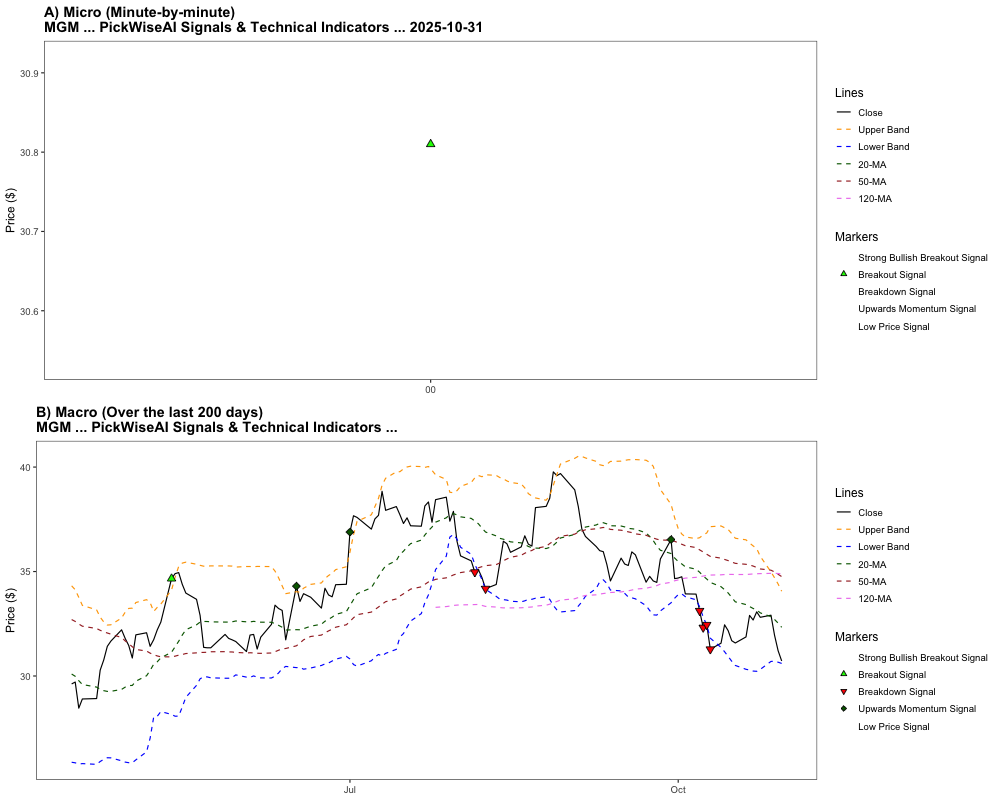 A) Micro (Minute-by-minute)
MGM ... PickWiseAI Signals & Technical Indicators ... 2025-10-31
Price ($)
30.9
30.8
30.7
30.6
00
Lines
Close
Upper Band
Lower Band
20-MA
50-MA
120-MA
Markers
Strong Bullish Breakout Signal
Breakout Signal
Breakdown Signal
Upwards Momentum Signal
Low Price Signal
B) Macro (Over the last 200 days)
MGM ... PickWiseAI Signals & Technical Indicators ...
Price ($)
40
35
30
Jul
Oct
Lines
Close
Upper Band
Lower Band
20-MA
50-MA
120-MA
Markers
Strong Bullish Breakout Signal
Breakout Signal
Breakdown Signal
Upwards Momentum Signal
Low Price Signal